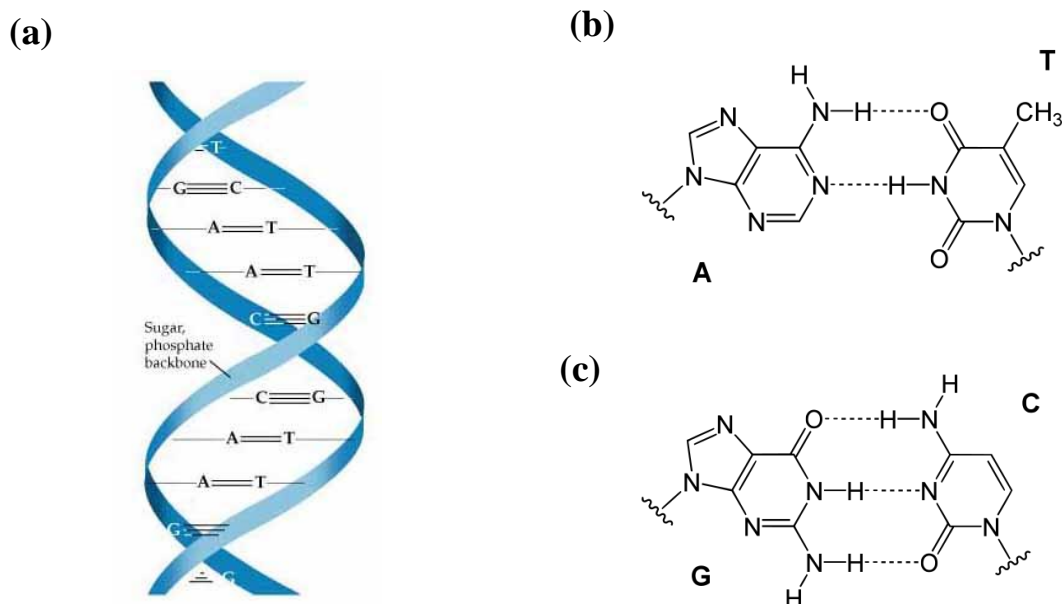 (a)
T
G C
A T
A T
C G
Sugar,
phosphate
backbone
C G
A T
A T
G
G
(b)
T
H
N H O CH3
N
N N H N
N N
O
A
(c)
H
O H N C
N
N N H N
N N N
N H O
G H